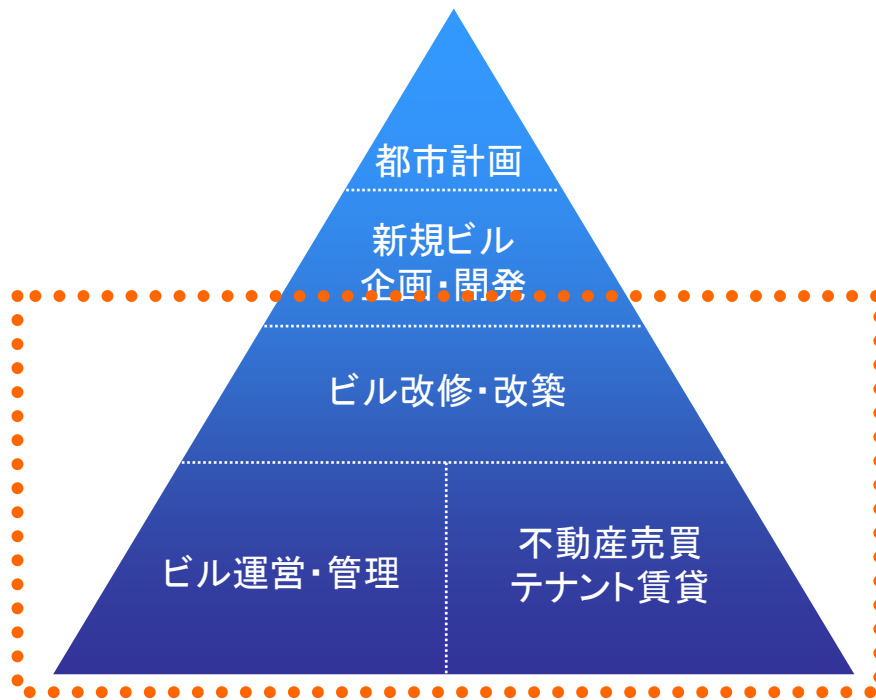 都市計画
新規ビル
企画・開発
ビル改修・改築
ビル運営・管理
不動産売買
テナント賃貸